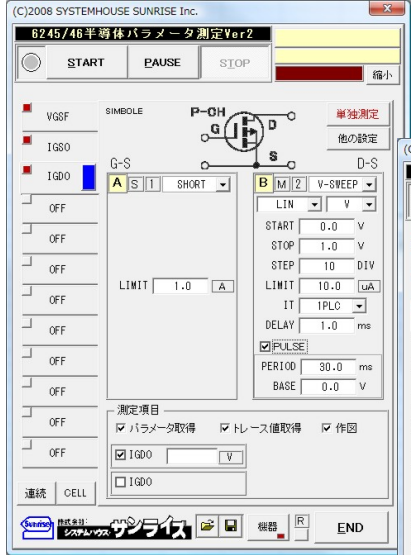 (C)2008 SYSTEMHOUSE SUNRISE Inc.
6245/46半導体パラメータ測定Ver2
START PAUSE STOP
縮小
VGSF
IGSO
IGDO
OFF
OFF
OFF
OFF
OFF
OFF
OFF
OFF
OFF
連続 CELL
SIMBOLE P-CH G D S
単独測定
他の設定
G-S D-S
A S 1 SHORT
LIMIT 1.0 A
B M 2 V-SWEEP
LIN V
START 0.0 V
STOP 1.0 V
STEP 10 DIV
LIMIT 10.0 uA
IT 1PLC
DELAY 1.0 ms
PULSE
PERIOD 30.0 ms
BASE 0.0 V
測定項目
パラメータ取得 トレース値取得 作図
IGDO V
IGDO
Sunrise 株式会社 システムハウス サンライズ 機器 R END